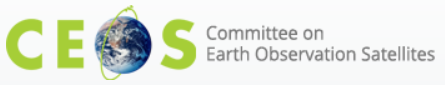 CEOS
Committee on
Earth Observation Satellites